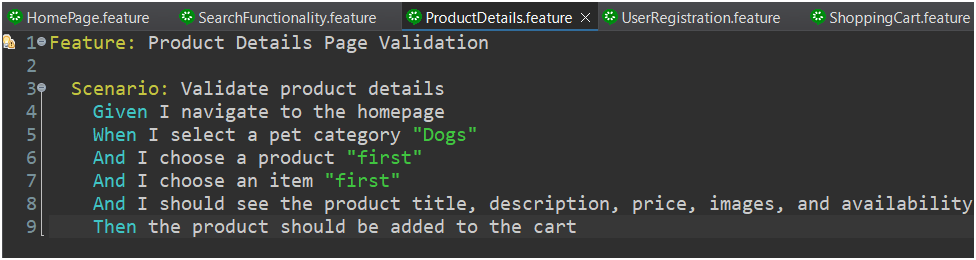 HomePage.feature SearchFunctionality.feature ProductDetails.feature UserRegistration.feature ShoppingCart.feature
1 Feature: Product Details Page Validation
2
3 Scenario: Validate product details
4 Given I navigate to the homepage
5 When I select a pet category "Dogs"
6 And I choose a product "first"
7 And I choose an item "first"
8 And I should see the product title, description, price, images, and availability
9 Then the product should be added to the cart